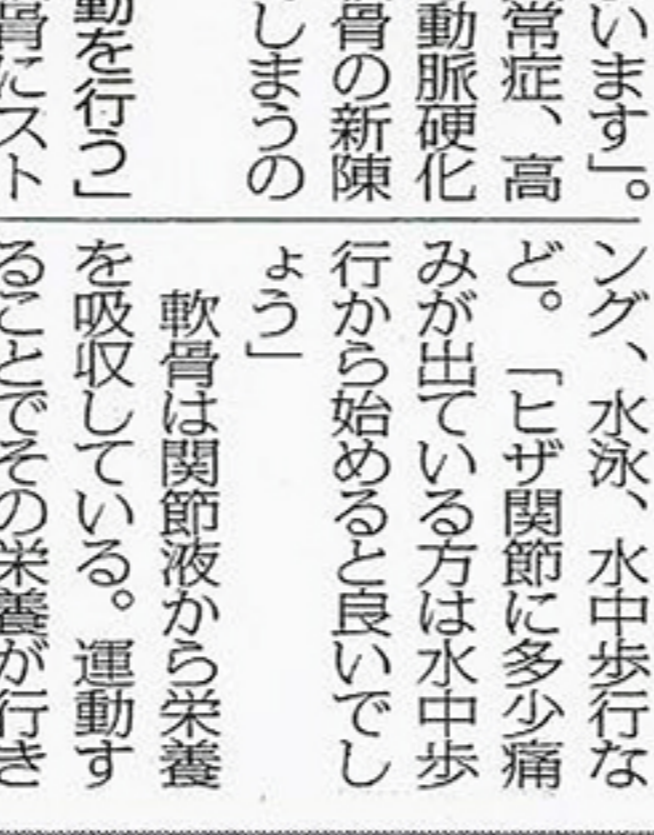 います」。
常症、高
動脈硬化
骨の新陳
しまうの
動を行う」
骨にスト
ング、水泳、水中歩行な
ど。「ヒザ関節に多少痛
みが出ている方は水中歩
行から始めると良いでし
ょう」
軟骨は関節液から栄養
を吸収している。運動す
ることでその栄養が行き